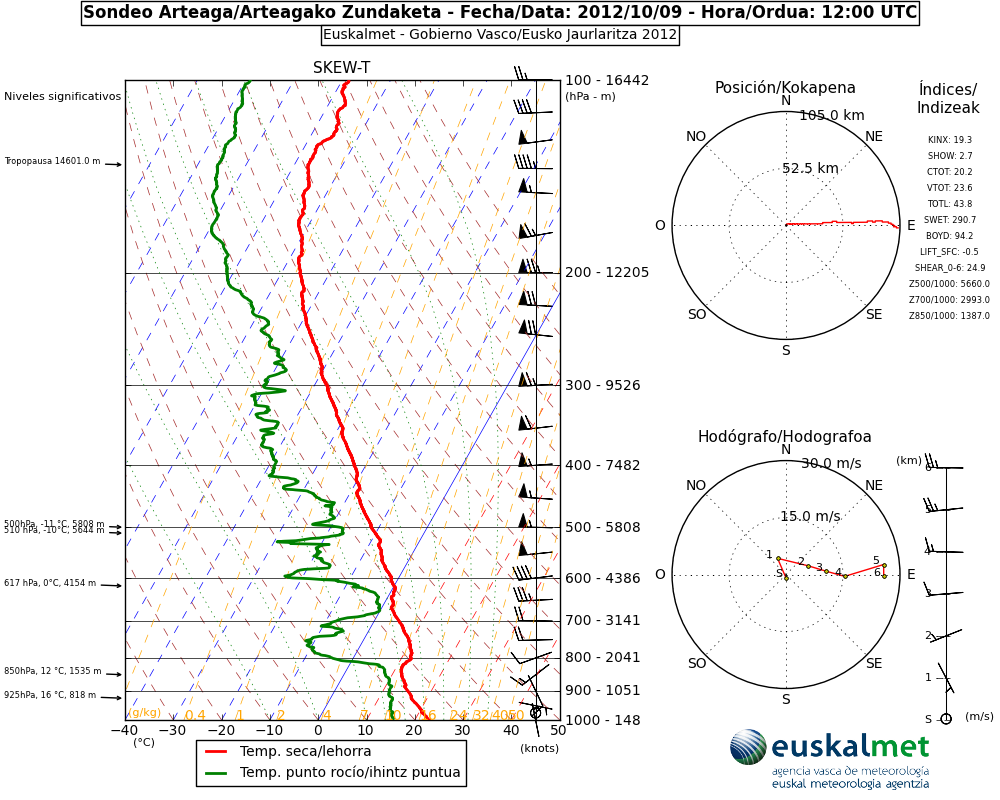 Sondeo Arteaga/Arteagako Zundaketa - Fecha/Data: 2012/10/09 - Hora/Ordua: 12:00 UTC
Euskalmet - Gobierno Vasco/Eusko Jaurlaritza 2012
SKEW-T
Niveles significativos
Tropopausa 14601.0 m
500hPa, -11 °C, 5808 m
510 hPa, -10°C, 5644 m
617 hPa, 0°C, 4154 m
850hPa, 12 °C, 1535 m
925hPa, 16 °C, 818 m
100 - 16442
(hPa - m)
200 - 12205
300 - 9526
400 - 7482
500 - 5808
600 - 4386
700 - 3141
800 - 2041
900 - 1051
1000 - 148
(g/kg) 0.4 1 2 4 7 10 16 24 32 40 50
−40 −30 −20 −10 0 10 20 30 40 50
(°C)
(knots)
Temp. seca/lehorra
Temp. punto rocío/ihintz puntua
Posición/Kokapena
N
105.0 km
NO
NE
52.5 km
O
E
SO
SE
S
Índices/
Indizeak
KINX: 19.3
SHOW: 2.7
CTOT: 20.2
VTOT: 23.6
TOTL: 43.8
SWET: 290.7
BOYD: 94.2
LIFT_SFC: -0.5
SHEAR_0-6: 24.9
Z500/1000: 5660.0
Z700/1000: 2993.0
Z850/1000: 1387.0
Hodógrafo/Hodografoa
N
30.0 m/s
NO
NE
15.0 m/s
O
E
SO
SE
S
S 1 2 3 4 5 6
(km)
6
5
4
3
2
1
S
(m/s)
euskalmet
agencia vasca de meteorología
euskal meteorologia agentzia